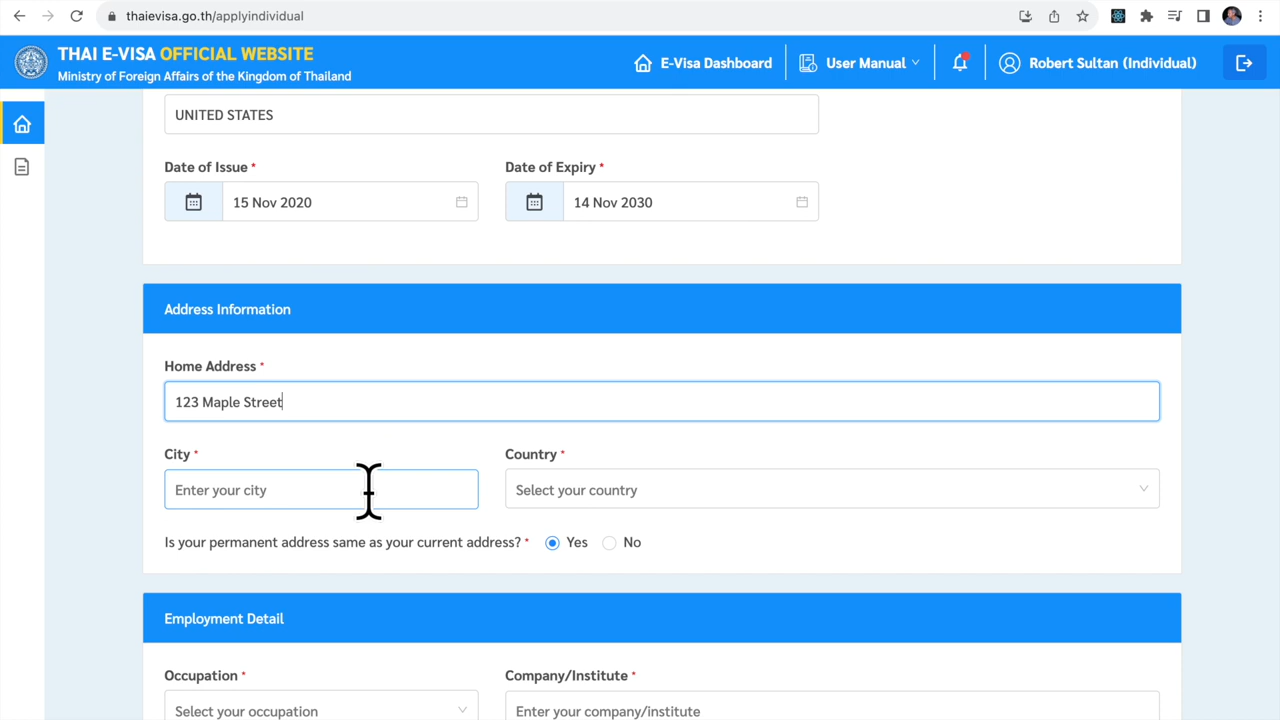 thaievisa.go.th/applyindividual
THAI E-VISA OFFICIAL WEBSITE
Ministry of Foreign Affairs of the Kingdom of Thailand
E-Visa Dashboard
User Manual
Robert Sultan (Individual)
UNITED STATES
Date of Issue *
Date of Expiry *
15 Nov 2020
14 Nov 2030
Address Information
Home Address *
123 Maple Street
City *
Country *
Enter your city
Select your country
Is your permanent address same as your current address? * Yes No
Employment Detail
Occupation *
Company/Institute *
Select your occupation
Enter your company/institute